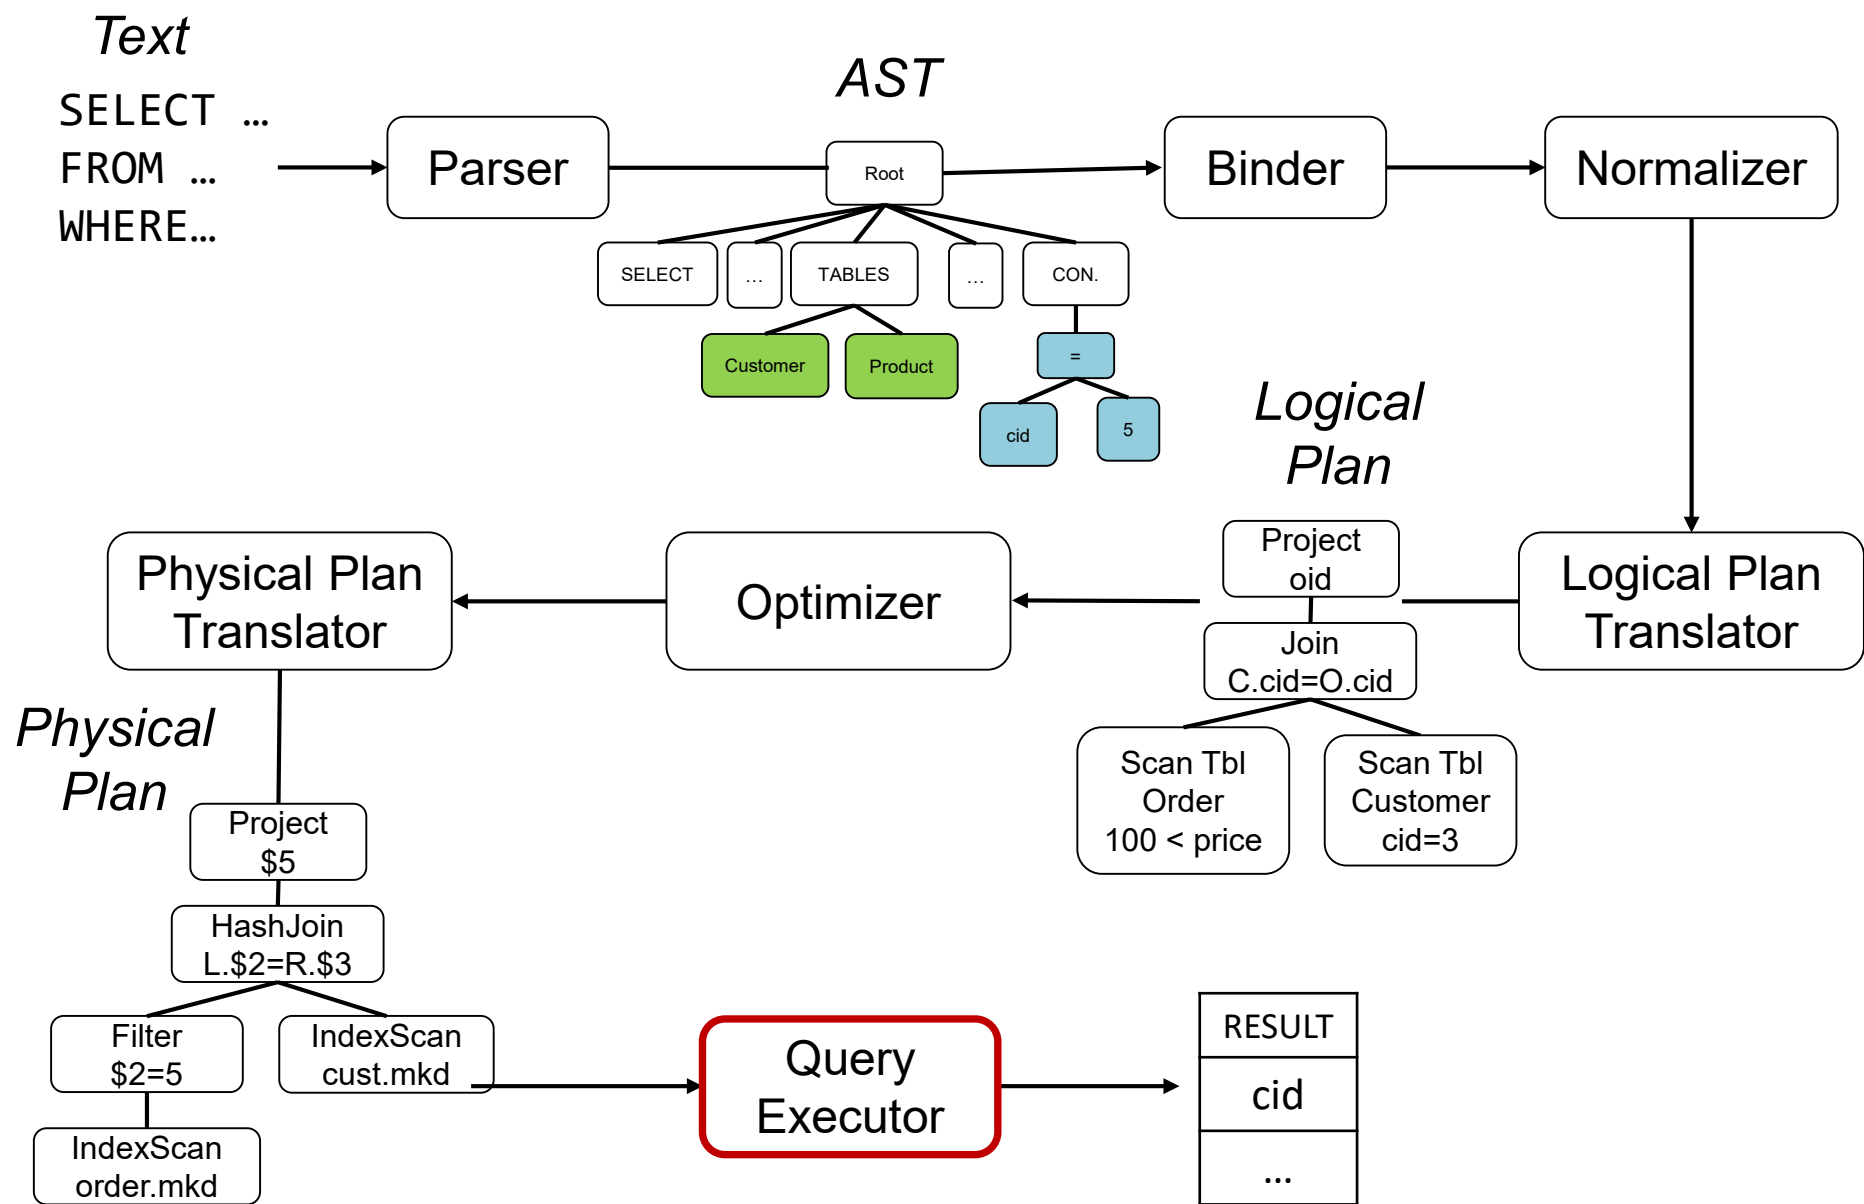 Text
SELECT …
FROM …
WHERE…
Parser
AST
Root
SELECT
…
TABLES
…
CON.
Customer
Product
=
cid
5
Binder
Normalizer
Logical
Plan
Physical Plan
Translator
Optimizer
Project
oid
Join
C.cid=O.cid
Scan Tbl
Order
100 < price
Scan Tbl
Customer
cid=3
Logical Plan
Translator
Physical
Plan
Project
$5
HashJoin
L.$2=R.$3
Filter
$2=5
IndexScan
cust.mkd
IndexScan
order.mkd
Query
Executor
RESULT
cid
…